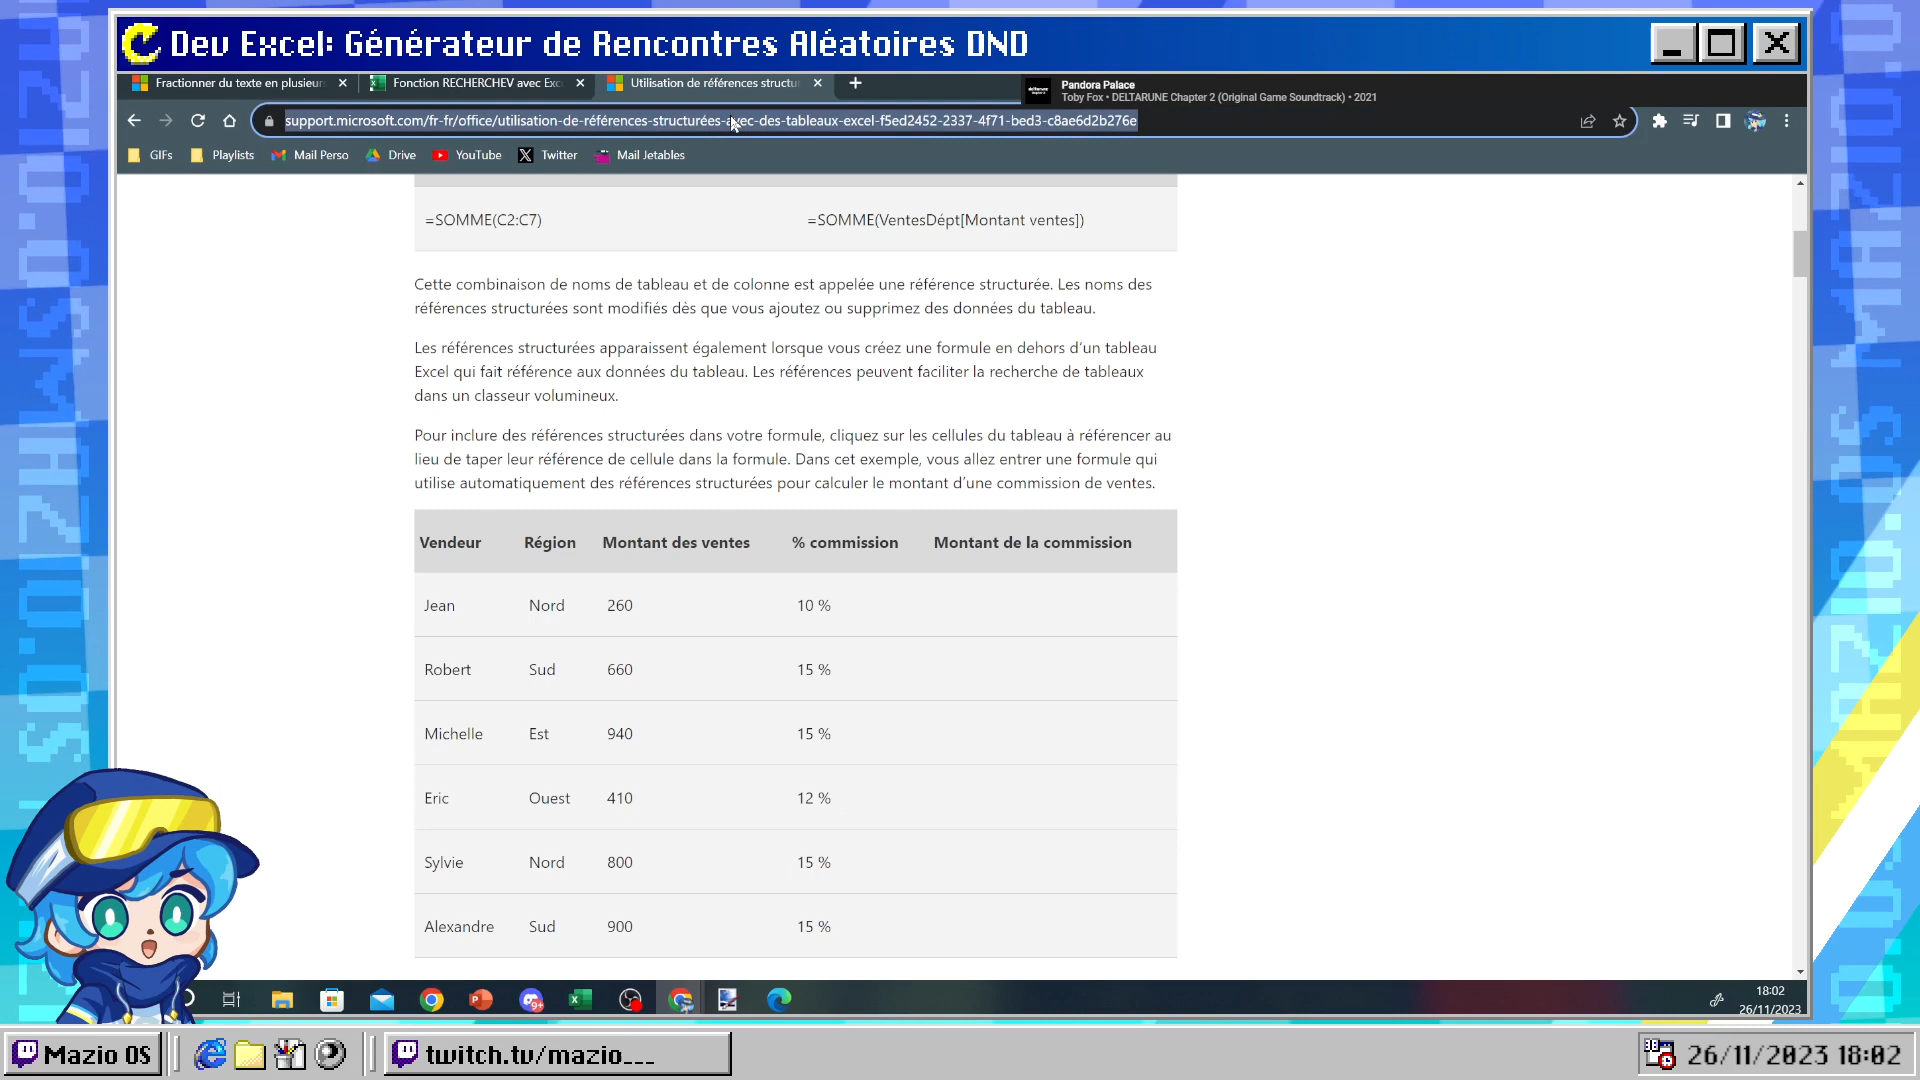 Dev Excel: Générateur de Rencontres Aléatoires DND
Fractionner du texte en plusieurs
Fonction RECHERCHEV avec Exc
Utilisation de références structu
Pandora Palace
Toby Fox • DELTARUNE Chapter 2 (Original Game Soundtrack) • 2021
support.microsoft.com/fr-fr/office/utilisation-de-références-structurées-avec-des-tableaux-excel-f5ed2452-2337-4f71-bed3-c8ae6d2b276e
GIFs Playlists Mail Perso Drive YouTube Twitter Mail Jetables
=SOMME(C2:C7) =SOMME(VentesDépt[Montant ventes])
Cette combinaison de noms de tableau et de colonne est appelée une référence structurée. Les noms des
références structurées sont modifiés dès que vous ajoutez ou supprimez des données du tableau.
Les références structurées apparaissent également lorsque vous créez une formule en dehors d’un tableau
Excel qui fait référence aux données du tableau. Les références peuvent faciliter la recherche de tableaux
dans un classeur volumineux.
Pour inclure des références structurées dans votre formule, cliquez sur les cellules du tableau à référencer au
lieu de taper leur référence de cellule dans la formule. Dans cet exemple, vous allez entrer une formule qui
utilise automatiquement des références structurées pour calculer le montant d’une commission de ventes.
Vendeur Région Montant des ventes % commission Montant de la commission
Jean Nord 260 10 %
Robert Sud 660 15 %
Michelle Est 940 15 %
Eric Ouest 410 12 %
Sylvie Nord 800 15 %
Alexandre Sud 900 15 %
18:02
26/11/2023
Mazio OS
twitch.tv/mazio___
26/11/2023 18:02